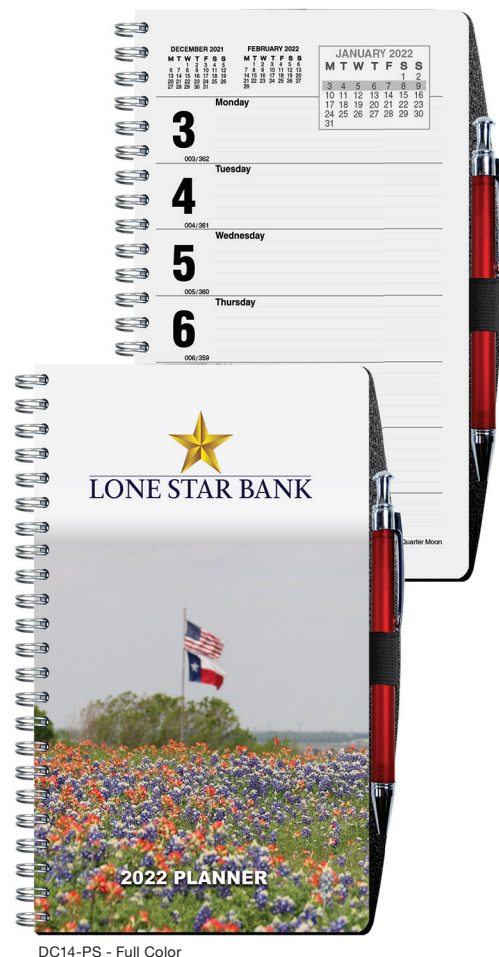 DECEMBER 2021
M T W T F S S
1 2 3 4 5
6 7 8 9 10 11 12
13 14 15 16 17 18 19
20 21 22 23 24 25 26
27 28 29 30 31
FEBRUARY 2022
M T W T F S S
1 2 3 4 5 6
7 8 9 10 11 12 13
14 15 16 17 18 19 20
21 22 23 24 25 26 27
28
JANUARY 2022
M T W T F S S
1 2
3 4 5 6 7 8 9
10 11 12 13 14 15 16
17 18 19 20 21 22 23
24 25 26 27 28 29 30
31
Monday
3
003/362
Tuesday
4
004/361
Wednesday
5
005/360
Thursday
6
006/359
Quarter Moon
LONE STAR BANK
2022 PLANNER
DC14-PS - Full Color